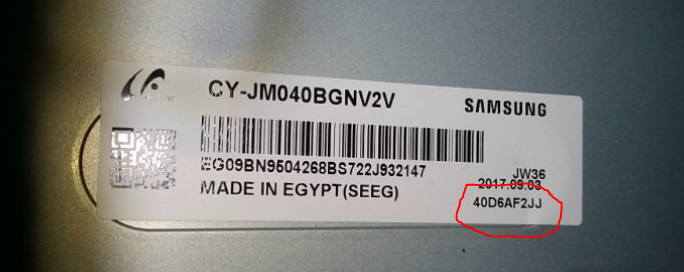 CY-JM040BGNV2V
SAMSUNG
EG09BN9504268BS722J932147
JW36
MADE IN EGYPT(SEEG)
2017.09.03
40D6AF2JJ